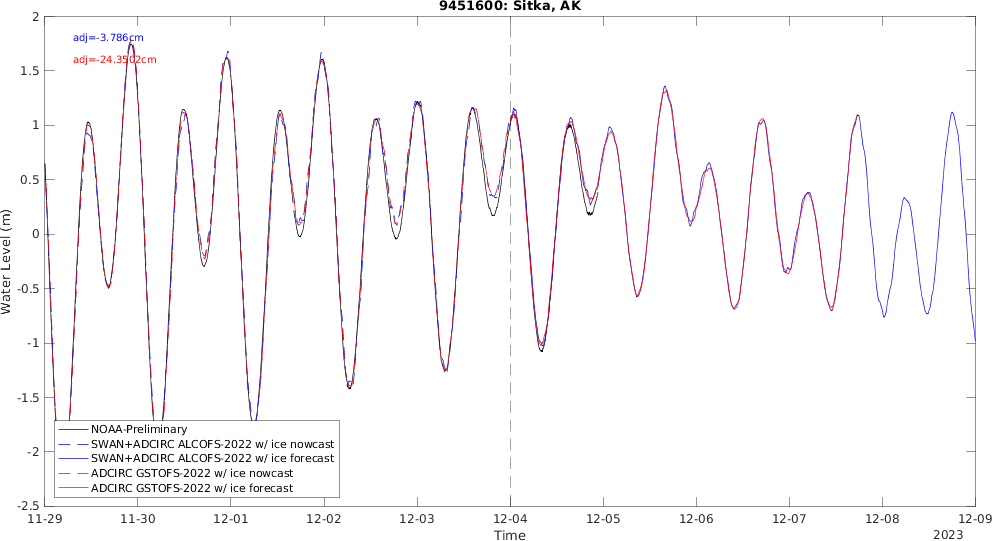 9451600: Sitka, AK
adj=-3.786cm
adj=-24.3502cm
Water Level (m)
2
1.5
1
0.5
0
-0.5
-1
-1.5
-2
-2.5
NOAA-Preliminary
SWAN+ADCIRC ALCOFS-2022 w/ ice nowcast
SWAN+ADCIRC ALCOFS-2022 w/ ice forecast
ADCIRC GSTOFS-2022 w/ ice nowcast
ADCIRC GSTOFS-2022 w/ ice forecast
11-29 11-30 12-01 12-02 12-03 12-04 12-05 12-06 12-07 12-08 12-09
Time
2023